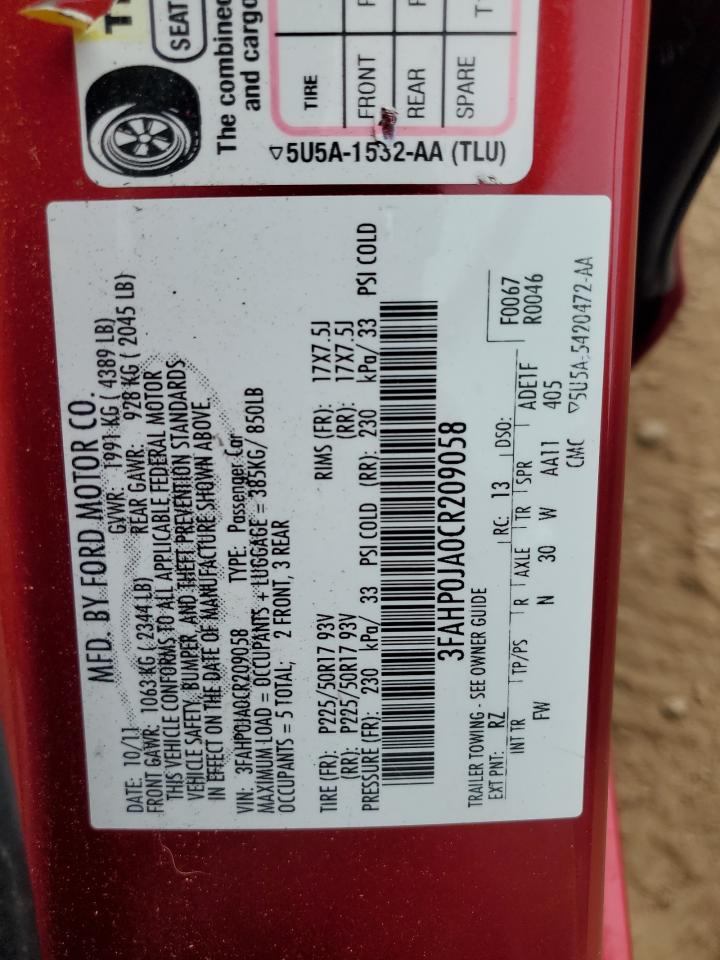 SEAT
The combined
and cargo
TIRE
FRONT
REAR
SPARE
▽5U5A-1532-AA (TLU)
MFD. BY FORD MOTOR CO.
DATE: 10/11 GVWR: 1991 KG ( 4389 LB)
FRONT GAWR: 1063 KG ( 2344 LB) REAR GAWR: 928 KG ( 2045 LB)
THIS VEHICLE CONFORMS TO ALL APPLICABLE FEDERAL MOTOR
VEHICLE SAFETY, BUMPER, AND THEFT PREVENTION STANDARDS
IN EFFECT ON THE DATE OF MANUFACTURE SHOWN ABOVE.
VIN: 3FAHP0JA0CR209058 TYPE: Passenger Car
MAXIMUM LOAD = OCCUPANTS + LUGGAGE = 385KG/ 850LB
OCCUPANTS = 5 TOTAL; 2 FRONT, 3 REAR
TIRE (FR): P225/50R17 93V RIMS (FR): 17X7.5J
(RR): P225/50R17 93V (RR): 17X7.5J
PRESSURE (FR): 230 kPa/ 33 PSI COLD (RR): 230 kPa/ 33 PSI COLD
3FAHP0JA0CR209058
TRAILER TOWING - SEE OWNER GUIDE
EXT PNT: RZ RC: 13 DSO: F0067
R0046
INT TR TP/PS R AXLE TR SPR ADE1F
FW N 30 W AA11 405
CMC ▽5U5A-5420472-AA